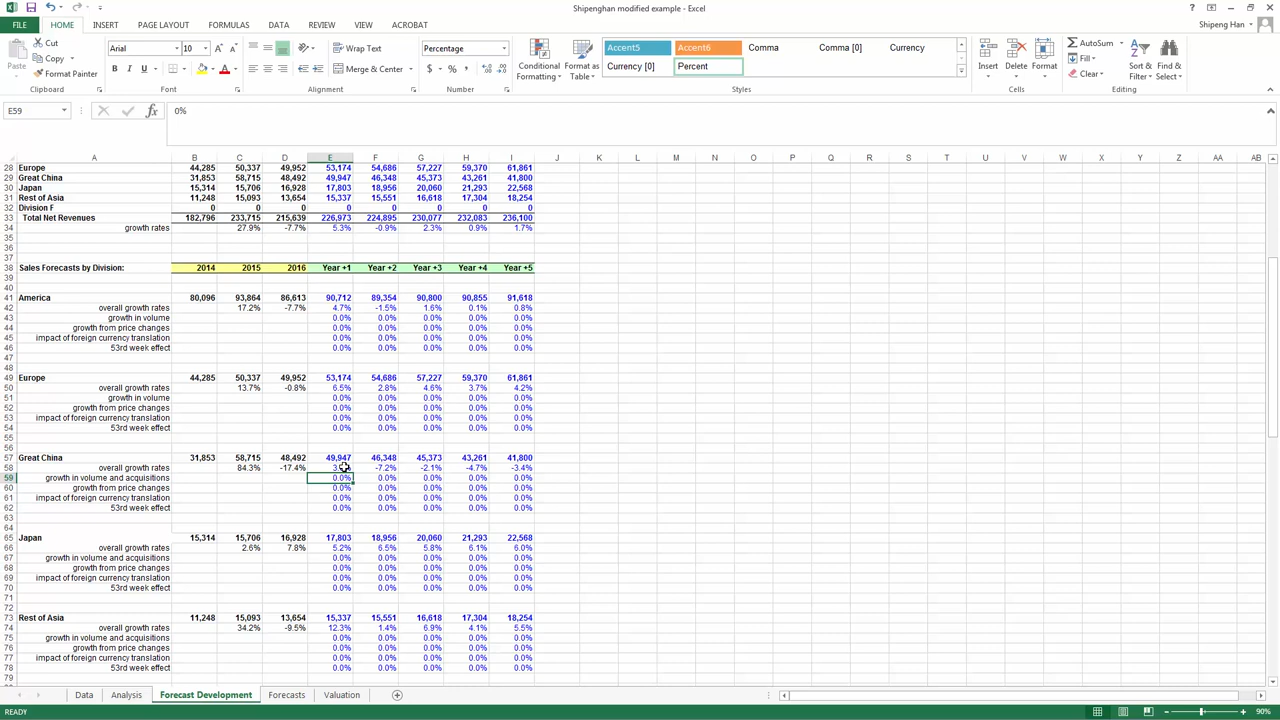 Shipenghan modified example - Excel
FILE HOME INSERT PAGE LAYOUT FORMULAS DATA REVIEW VIEW ACROBAT Shipeng Han
Cut
Copy
Format Painter
Paste
Clipboard
Arial 10
Font
Wrap Text
Merge & Center
Alignment
Percentage
Number
Conditional Formatting
Format as Table
Accent5 Accent6 Comma Comma [0] Currency
Currency [0] Percent
Styles
Insert Delete Format
Cells
AutoSum
Fill
Clear
Sort & Filter
Find & Select
Editing
E59 0%
A B C D E F G H I J K L M N O P Q R S T U V W X Y Z AA AB
28 Europe 44,285 50,337 49,952 53,174 54,686 57,227 59,370 61,861
29 Great China 31,853 58,715 48,492 49,947 46,348 45,373 43,261 41,800
30 Japan 15,314 15,706 16,928 17,803 18,956 20,060 21,293 22,568
31 Rest of Asia 11,248 15,093 13,654 15,337 15,551 16,618 17,304 18,254
32 Division F 0 0 0 0 0 0 0 0
33 Total Net Revenues 182,796 233,715 215,639 226,973 224,895 230,077 232,083 236,100
34 growth rates 27.9% -7.7% 5.3% -0.9% 2.3% 0.9% 1.7%
35
36
37
38 Sales Forecasts by Division: 2014 2015 2016 Year +1 Year +2 Year +3 Year +4 Year +5
39
40
41 America 80,096 93,864 86,613 90,712 89,354 90,800 90,855 91,618
42 overall growth rates 17.2% -7.7% 4.7% -1.5% 1.6% 0.1% 0.8%
43 growth in volume 0.0% 0.0% 0.0% 0.0% 0.0%
44 growth from price changes 0.0% 0.0% 0.0% 0.0% 0.0%
45 impact of foreign currency translation 0.0% 0.0% 0.0% 0.0% 0.0%
46 53rd week effect 0.0% 0.0% 0.0% 0.0% 0.0%
47
48
49 Europe 44,285 50,337 49,952 53,174 54,686 57,227 59,370 61,861
50 overall growth rates 13.7% -0.8% 6.5% 2.8% 4.6% 3.7% 4.2%
51 growth in volume 0.0% 0.0% 0.0% 0.0% 0.0%
52 growth from price changes 0.0% 0.0% 0.0% 0.0% 0.0%
53 impact of foreign currency translation 0.0% 0.0% 0.0% 0.0% 0.0%
54 53rd week effect 0.0% 0.0% 0.0% 0.0% 0.0%
55
56
57 Great China 31,853 58,715 48,492 49,947 46,348 45,373 43,261 41,800
58 overall growth rates 84.3% -17.4% -7.2% -2.1% -4.7% -3.4%
59 growth in volume and acquisitions 0.0% 0.0% 0.0% 0.0% 0.0%
60 growth from price changes 0.0% 0.0% 0.0% 0.0% 0.0%
61 impact of foreign currency translation 0.0% 0.0% 0.0% 0.0% 0.0%
62 53rd week effect 0.0% 0.0% 0.0% 0.0% 0.0%
63
64
65 Japan 15,314 15,706 16,928 17,803 18,956 20,060 21,293 22,568
66 overall growth rates 2.6% 7.8% 5.2% 6.5% 5.8% 6.1% 6.0%
67 growth in volume and acquisitions 0.0% 0.0% 0.0% 0.0% 0.0%
68 growth from price changes 0.0% 0.0% 0.0% 0.0% 0.0%
69 impact of foreign currency translation 0.0% 0.0% 0.0% 0.0% 0.0%
70 53rd week effect 0.0% 0.0% 0.0% 0.0% 0.0%
71
72
73 Rest of Asia 11,248 15,093 13,654 15,337 15,551 16,618 17,304 18,254
74 overall growth rates 34.2% -9.5% 12.3% 1.4% 6.9% 4.1% 5.5%
75 growth in volume and acquisitions 0.0% 0.0% 0.0% 0.0% 0.0%
76 growth from price changes 0.0% 0.0% 0.0% 0.0% 0.0%
77 impact of foreign currency translation 0.0% 0.0% 0.0% 0.0% 0.0%
78 53rd week effect 0.0% 0.0% 0.0% 0.0% 0.0%
Data Analysis Forecast Development Forecasts Valuation
READY 90%